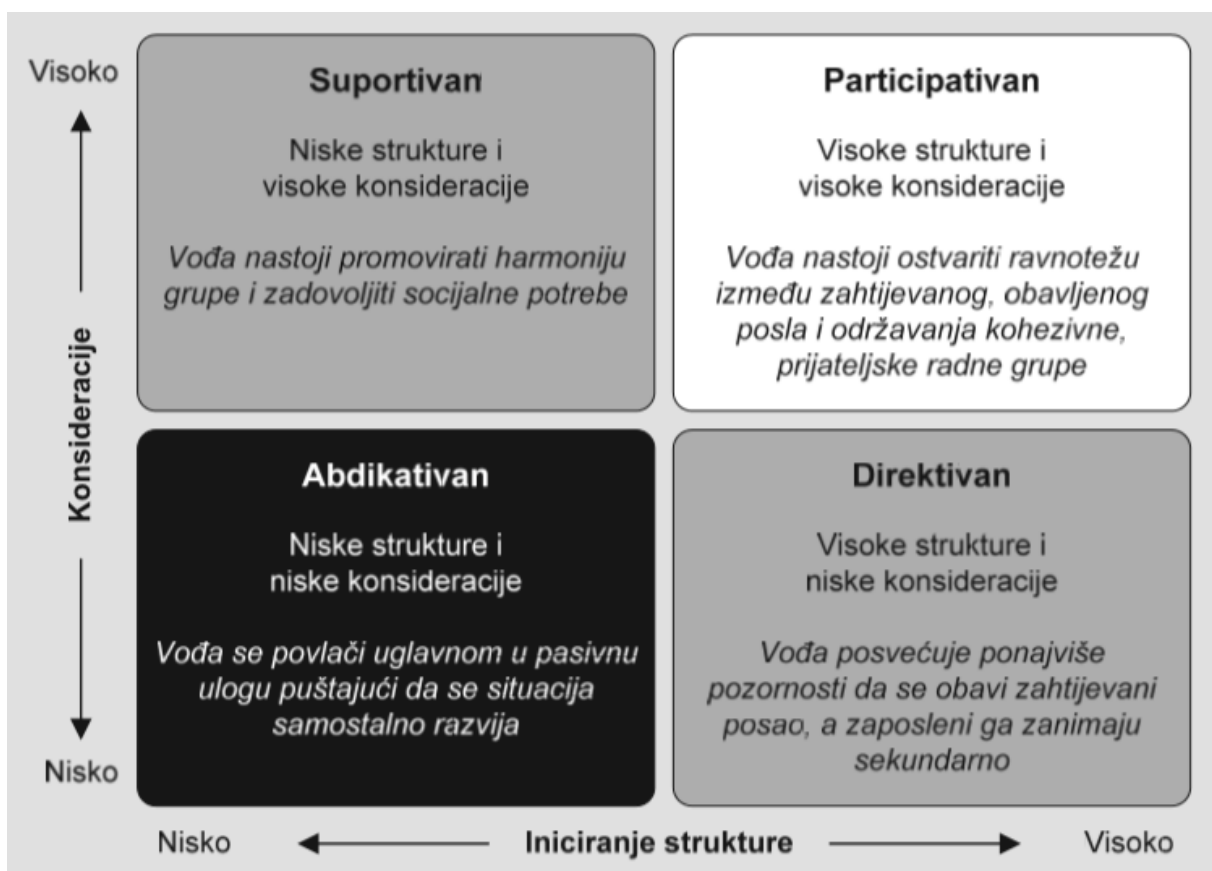 Visoko
Konsideracije
Nisko
Suportivan
Niske strukture i
visoke konsideracije
Vođa nastoji promovirati harmoniju
grupe i zadovoljiti socijalne potrebe
Participativan
Visoke strukture i
visoke konsideracije
Vođa nastoji ostvariti ravnotežu
između zahtijevanog, obavljenog
posla i održavanja kohezivne,
prijateljske radne grupe
Abdikativan
Niske strukture i
niske konsideracije
Vođa se povlači uglavnom u pasivnu
ulogu puštajući da se situacija
samostalno razvija
Direktivan
Visoke strukture i
niske konsideracije
Vođa posvećuje ponajviše
pozornosti da se obavi zahtijevani
posao, a zaposleni ga zanimaju
sekundarno
Nisko
Iniciranje strukture
Visoko